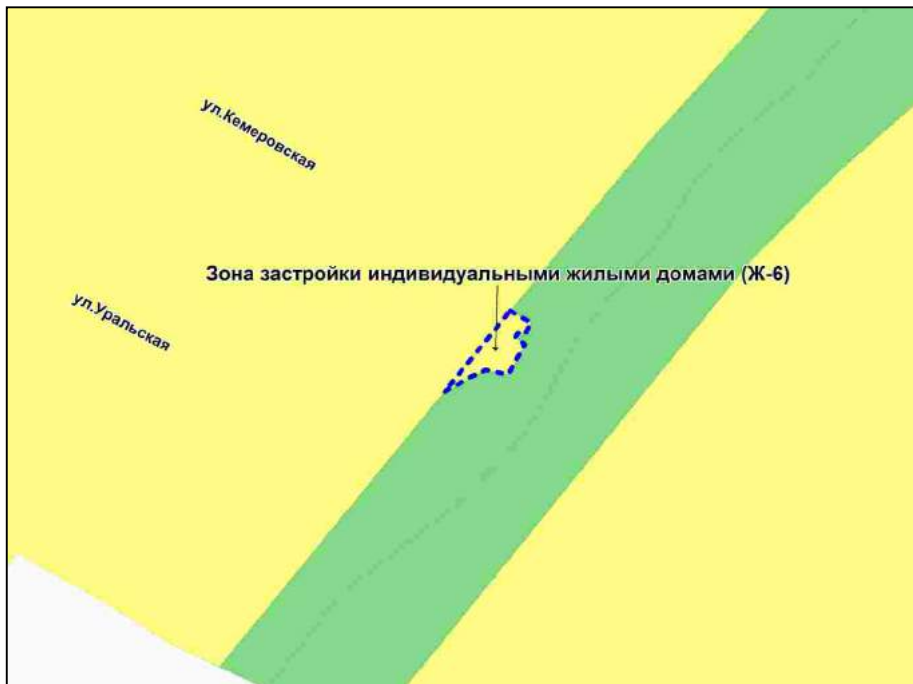 ул.Кемеровская
Зона застройки индивидуальными жилыми домами (Ж-6)
ул.Уральская